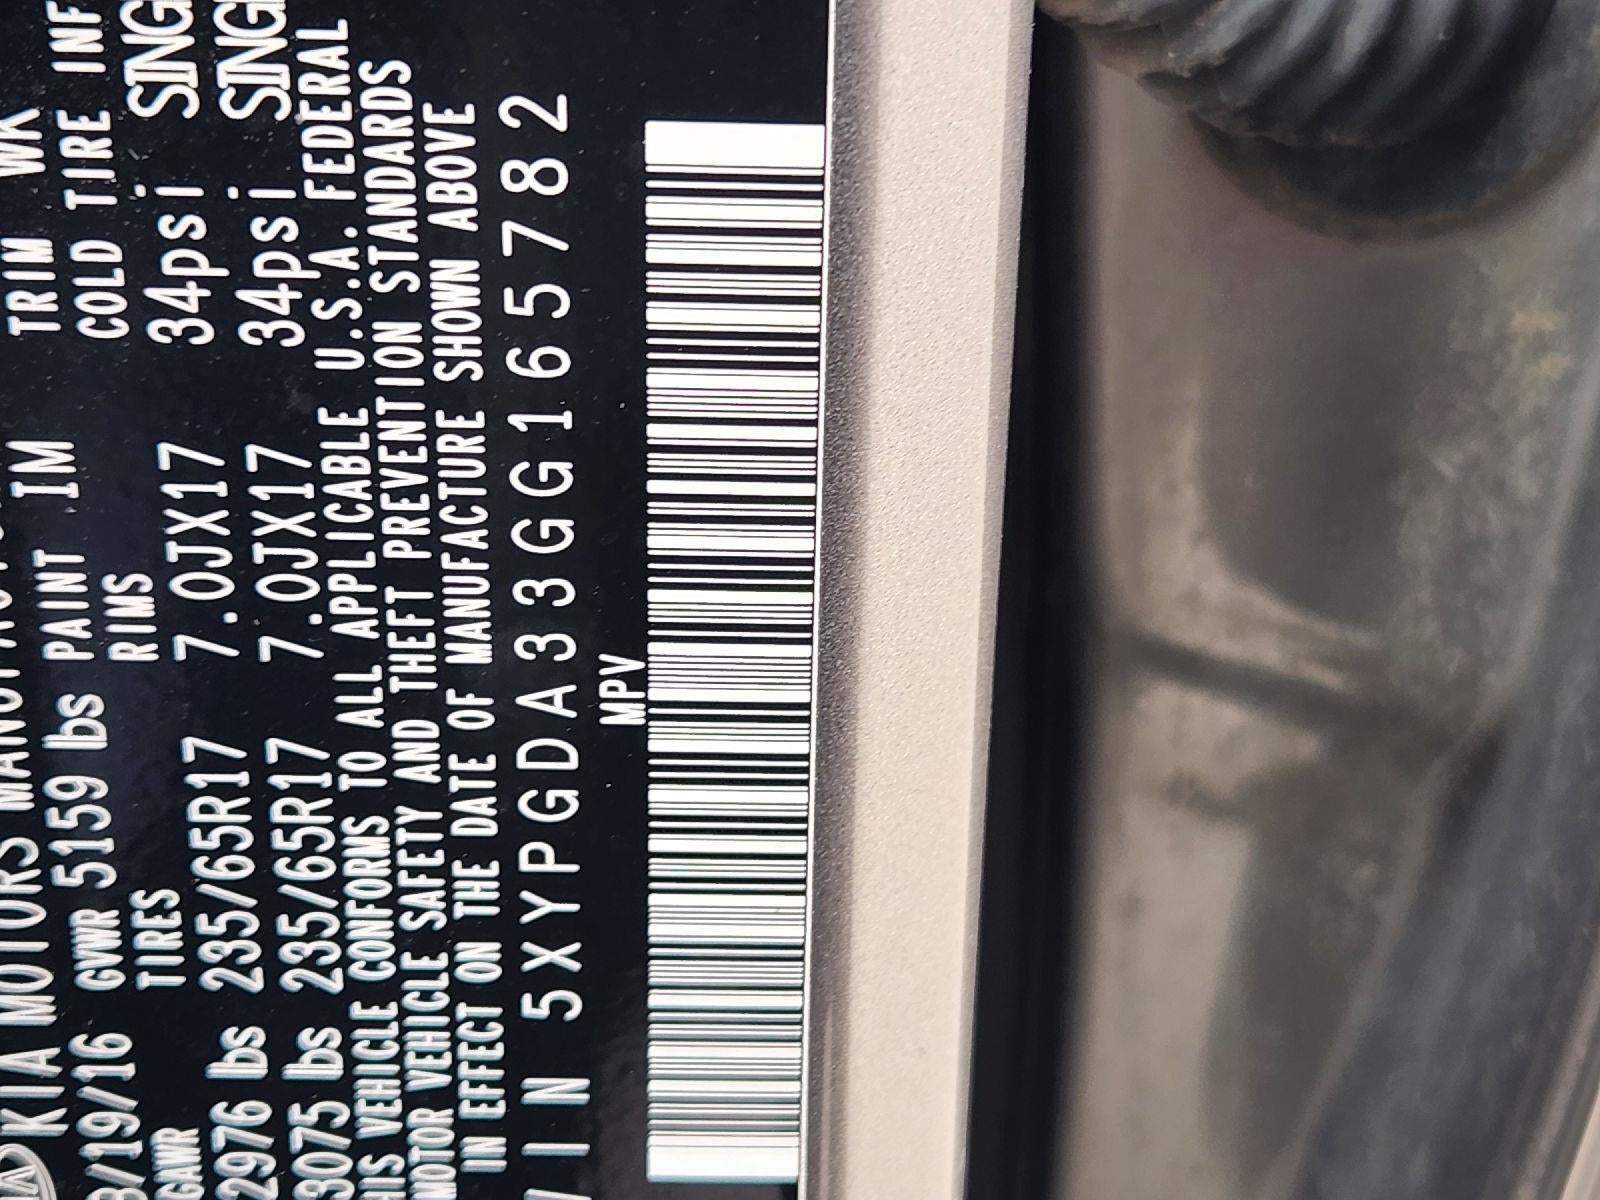 KIA MOTORS
3/19/16 GVWR 5159 lbs PAINT IM TRIM WK
GAWR TIRES RIMS COLD TIRE INF
2976 lbs 235/65R17 7.0JX17 34psi SING
3075 lbs 235/65R17 7.0JX17 34psi SING
HIS VEHICLE CONFORMS TO ALL APPLICABLE U.S.A. FEDERAL
MOTOR VEHICLE SAFETY AND THEFT PREVENTION STANDARDS
IN EFFECT ON THE DATE OF MANUFACTURE SHOWN ABOVE
VIN 5XYPGDA33GG165782
MPV